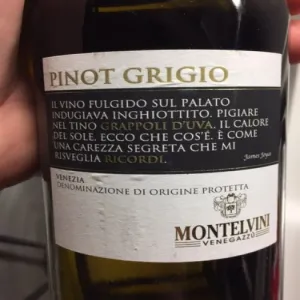 PINOT GRIGIO
IL VINO FULGIDO SUL PALATO
INDUGIAVA INGHIOTTITO. PIGIARE
NEL TINO GRAPPOLI D'UVA. IL CALORE
DEL SOLE, ECCO CHE COS'È. È COME
UNA CAREZZA SEGRETA CHE MI
RISVEGLIA RICORDI.
James Joyce
VENEZIA
DENOMINAZIONE DI ORIGINE PROTETTA
MONTELVINI
VENEGAZZÙ